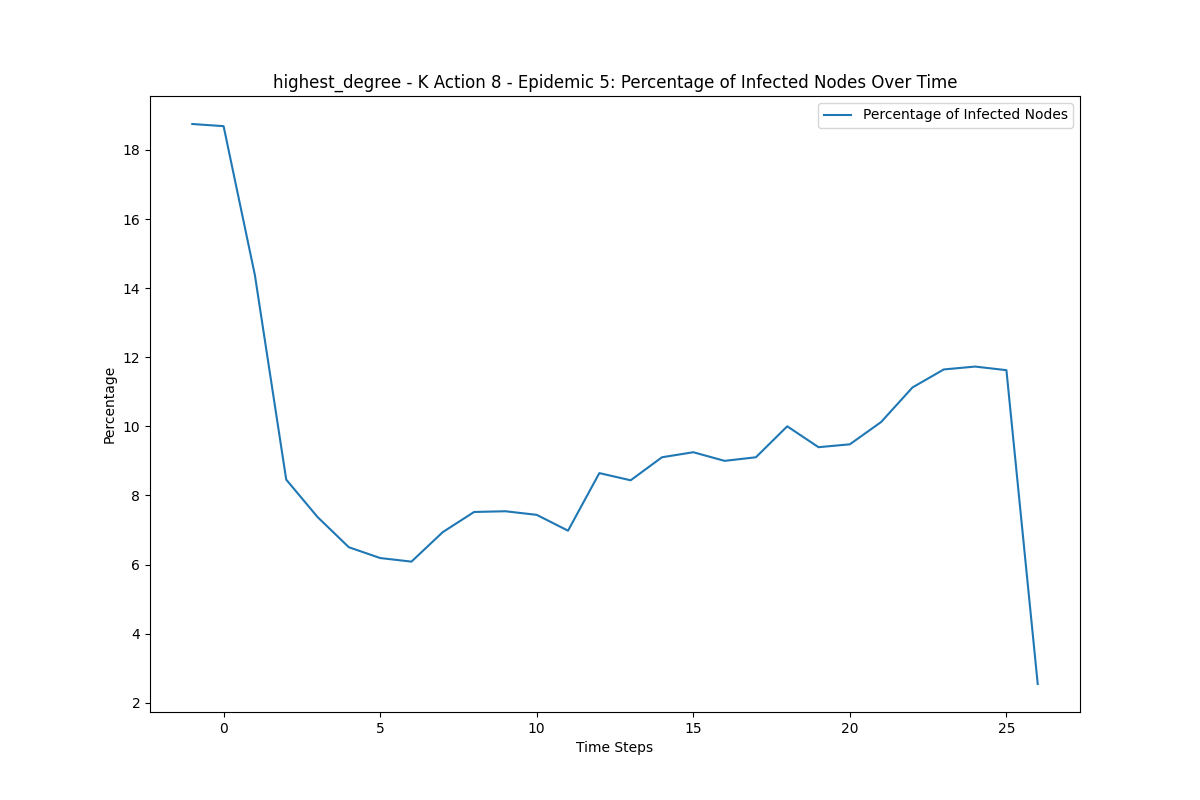 highest_degree - K Action 8 - Epidemic 5: Percentage of Infected Nodes Over Time
Percentage of Infected Nodes
18
16
14
12
10
8
6
4
2
Percentage
0 5 10 15 20 25
Time Steps